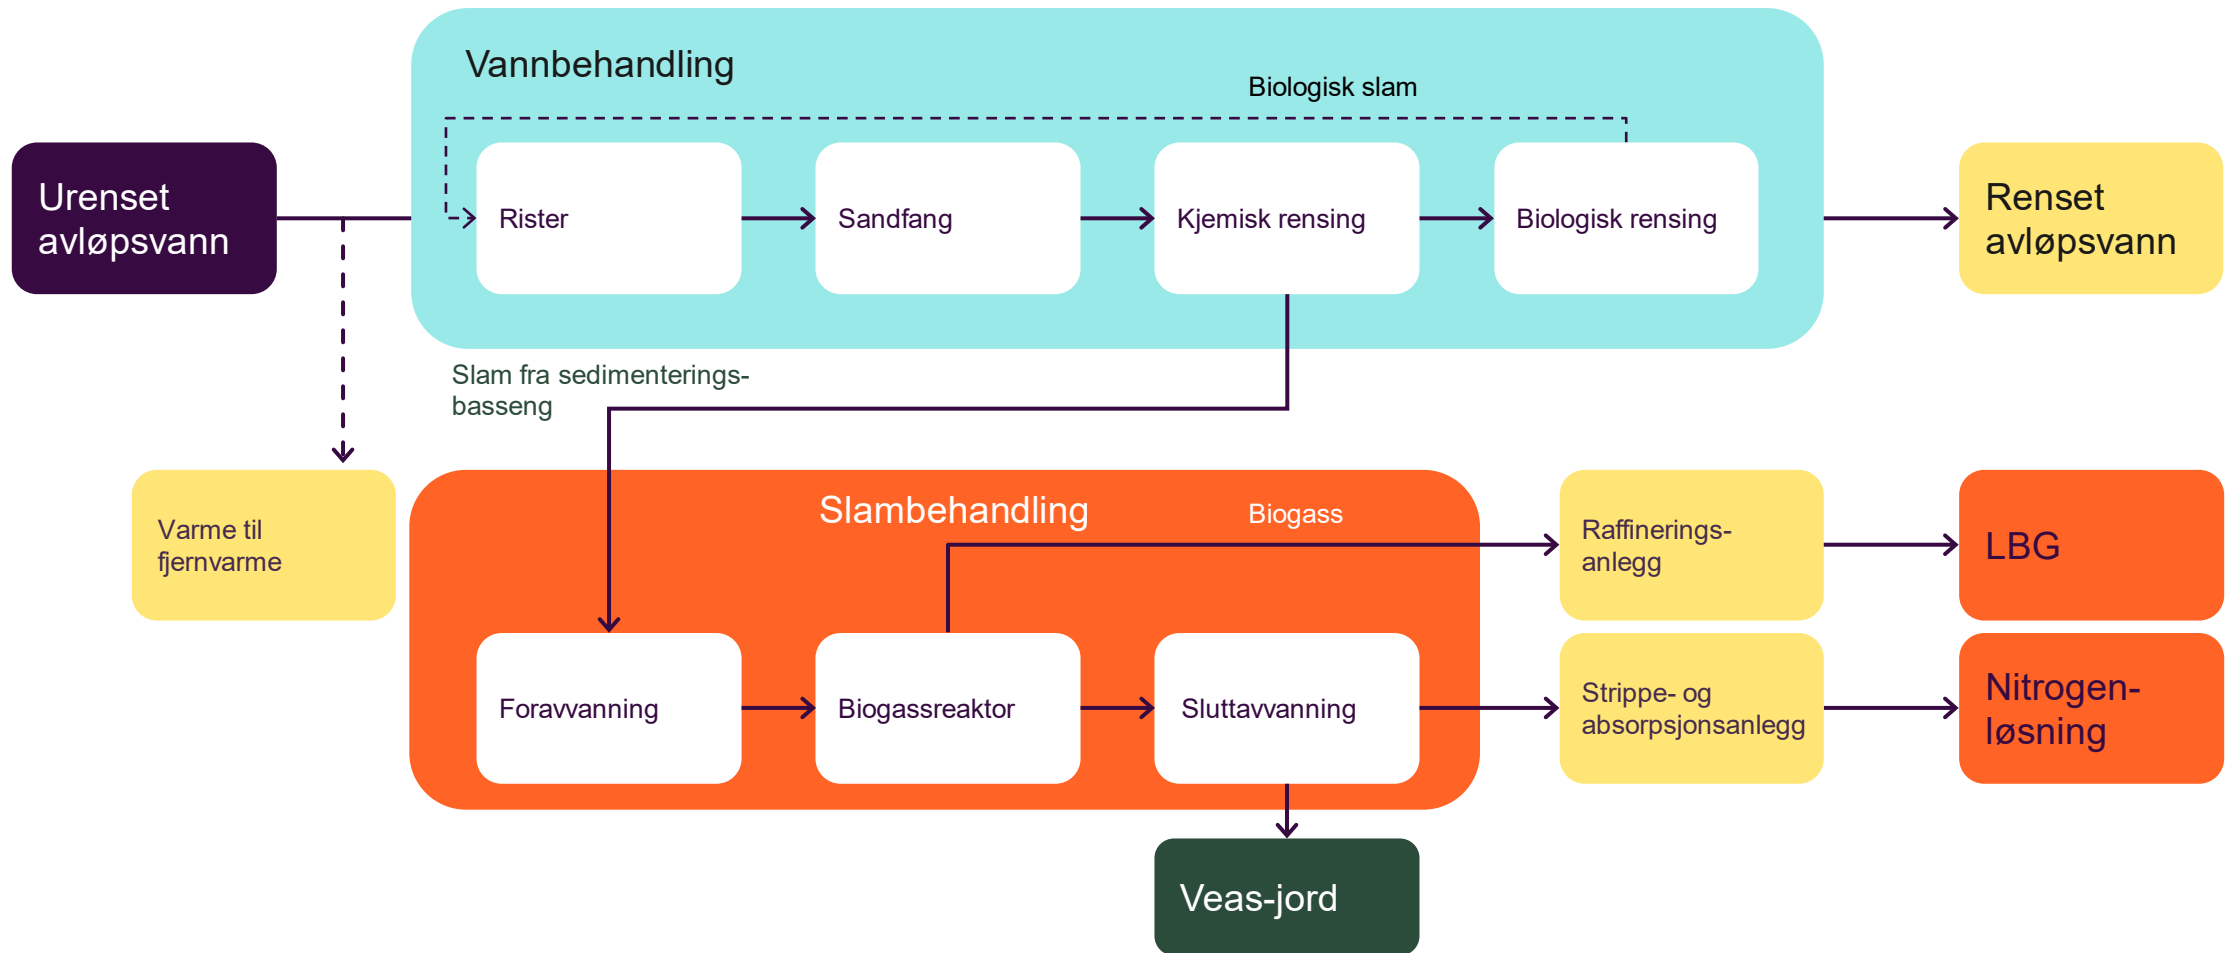 Vannbehandling
Biologisk slam
Urenset
avløpsvann
Rister
Sandfang
Kjemisk rensing
Biologisk rensing
Renset
avløpsvann
Slam fra sedimenterings-
basseng
Varme til
fjernvarme
Slambehandling
Biogass
Raffinerings-
anlegg
LBG
Foravvanning
Biogassreaktor
Sluttavvanning
Strippe- og
absorpsjonsanlegg
Nitrogen-
løsning
Veas-jord